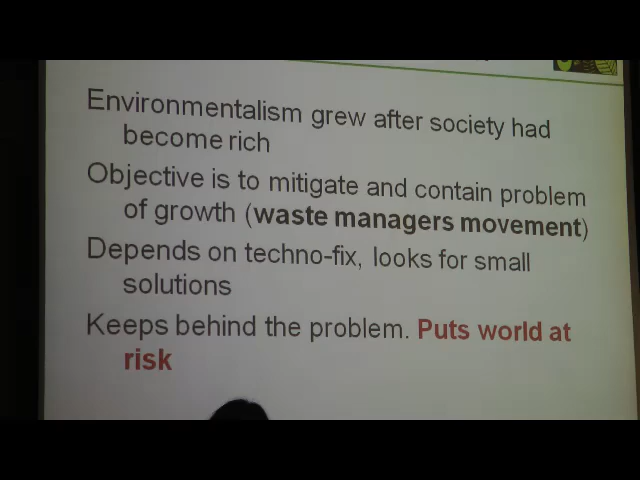 Environmentalism grew after society had
become rich
Objective is to mitigate and contain problem
of growth (waste managers movement)
Depends on techno-fix, looks for small
solutions
Keeps behind the problem. Puts world at
risk